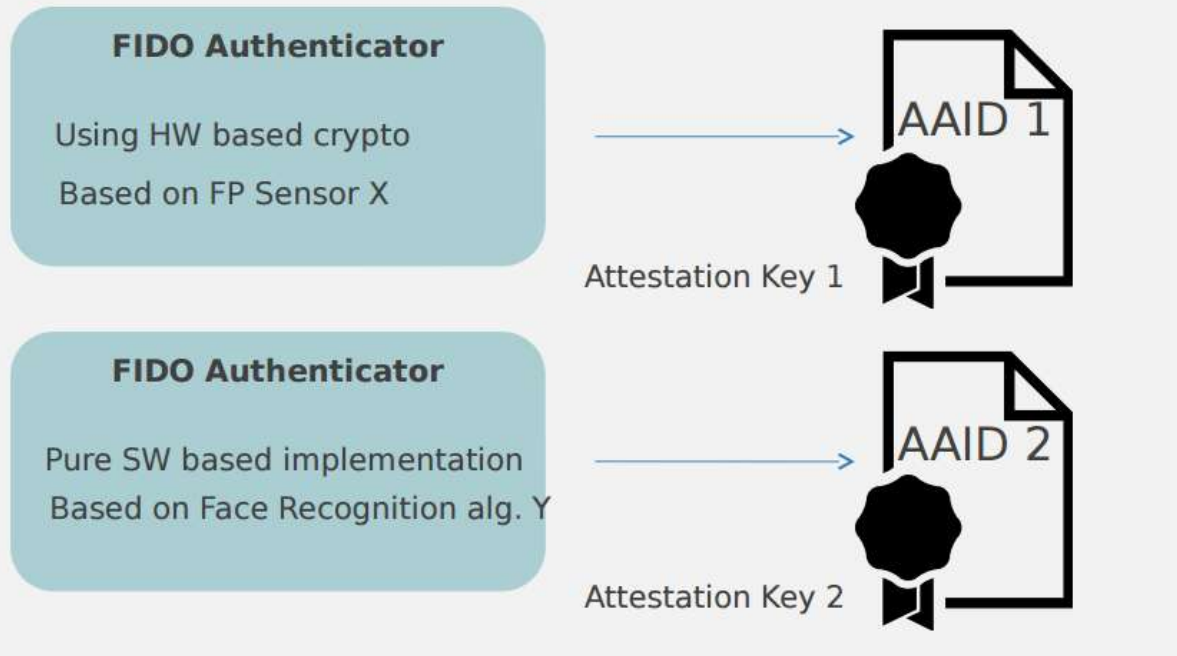 FIDO Authenticator
Using HW based crypto
Based on FP Sensor X
AAID 1
Attestation Key 1
FIDO Authenticator
Pure SW based implementation
Based on Face Recognition alg. Y
AAID 2
Attestation Key 2